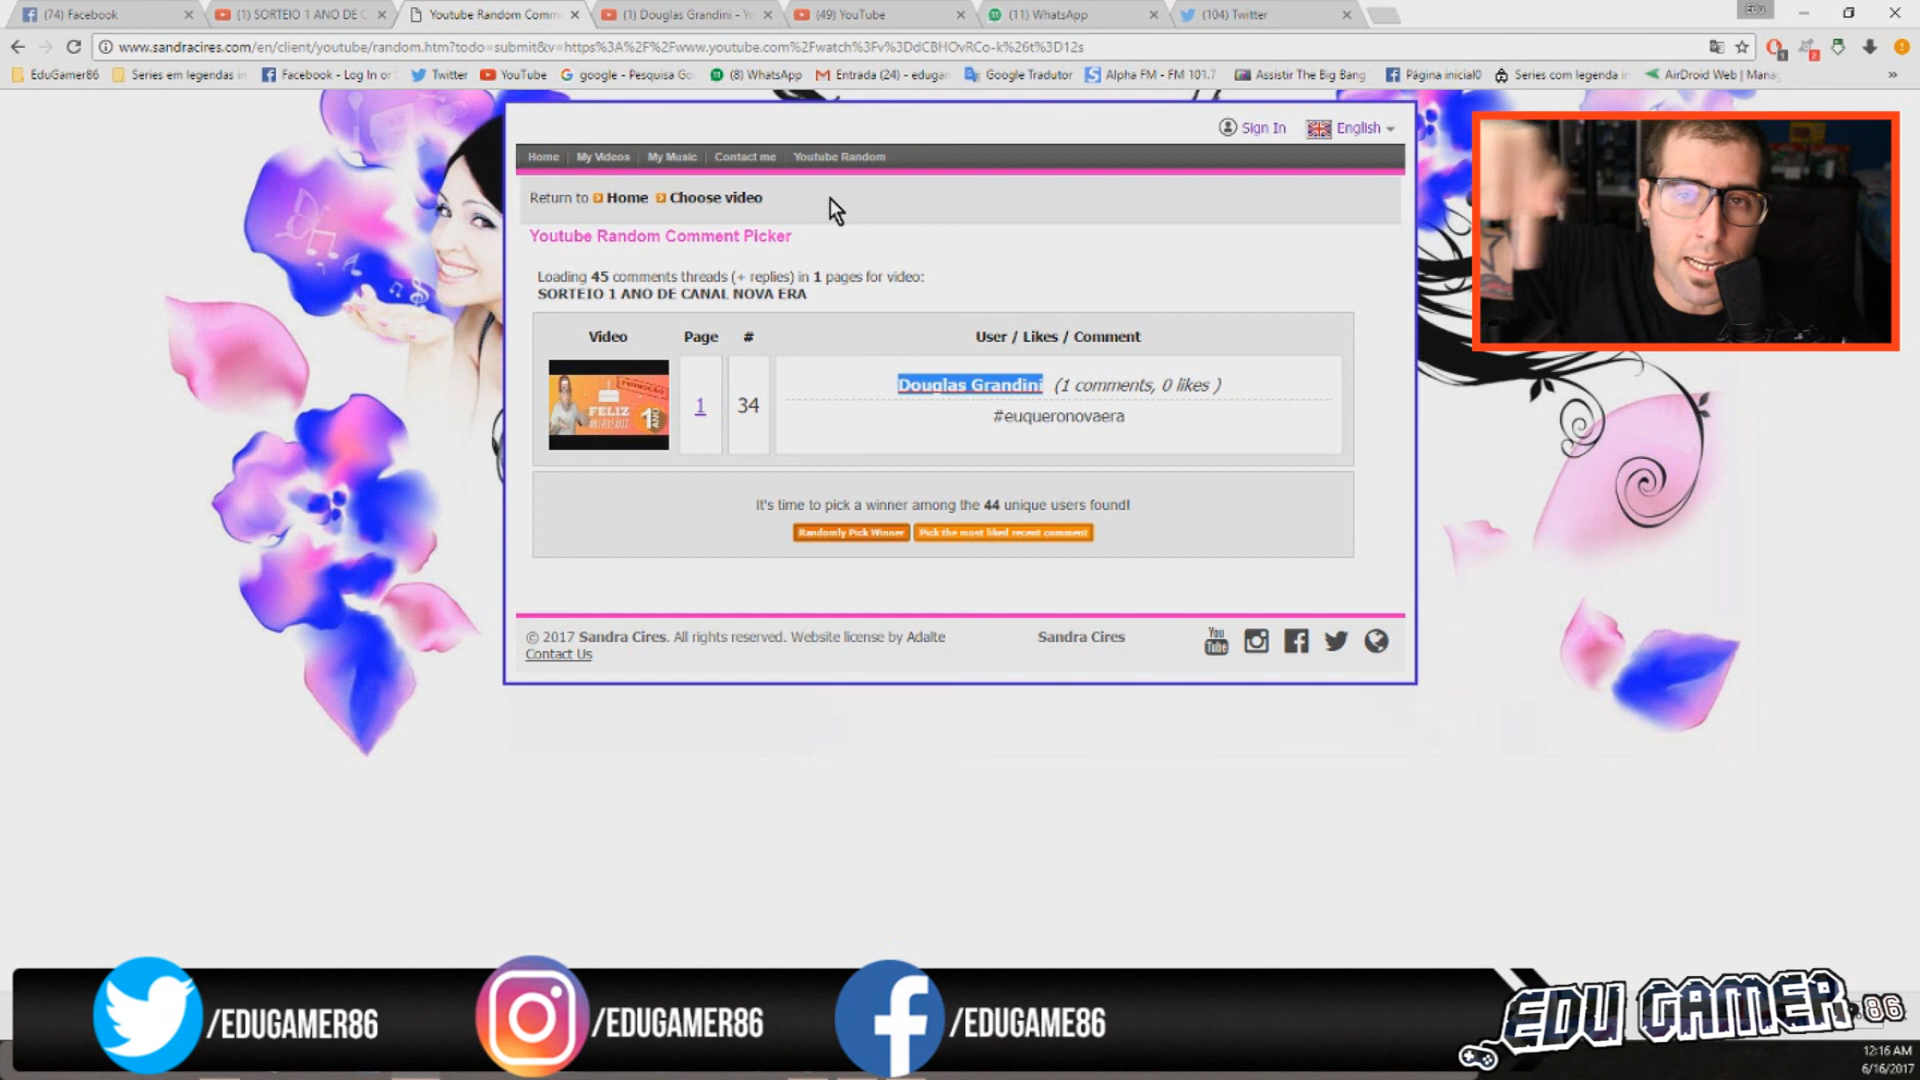 (74) Facebook
(1) SORTEIO 1 ANO DE C
Youtube Random Comm
(1) Douglas Grandini - Yo
(49) YouTube
(11) WhatsApp
(104) Twitter
Edu
www.sandracires.com/en/client/youtube/random.htm?todo=submit&v=https%3A%2F%2Fwww.youtube.com%2Fwatch%3Fv%3DdCBHOvRCo-k%26t%3D12s
EduGamer86
Series em legendas
Facebook - Log In or
Twitter
YouTube
google - Pesquisa Go
(8) WhatsApp
Entrada (24) - edugan
Google Tradutor
Alpha FM - FM 101.7
Assistir The Big Bang
Página inicial0
Series com legenda
AirDroid Web | Mana
Sign In
English
Home
My Videos
My Music
Contact me
Youtube Random
Return to Home Choose video
Youtube Random Comment Picker
Loading 45 comments threads (+ replies) in 1 pages for video:
SORTEIO 1 ANO DE CANAL NOVA ERA
Video Page # User / Likes / Comment
FELIZ
1
ANO
1
34
Douglas Grandini (1 comments, 0 likes )
#euqueronovaera
It's time to pick a winner among the 44 unique users found!
Randomly Pick Winner
Pick the most liked recent comment
© 2017 Sandra Cires. All rights reserved. Website license by Adalte
Contact Us
Sandra Cires
You Tube
/EDUGAMER86
/EDUGAMER86
/EDUGAME86
EDU GAMER 86
12:16 AM
6/16/2017